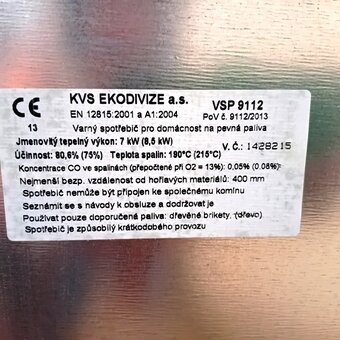 KVS EKODIVIZE a.s. VSP 9112
CE EN 12815:2001 a A1:2004 PoV č. 9112/2013
13 Varný spotřebič pro domácnost na pevná paliva
Jmenovitý tepelný výkon: 7 kW (8,5 kW) V. Č.: 1428215
Účinnost: 80,6% (75%) Teplota spalin: 190°C (215°C)
Koncentrace CO ve spalinách (přepočtené při O2 = 13%): 0,05% (0,08%)
Nejmenší bezp. vzdálenost od hořlavých materiálů: 400 mm
Spotřebič nemůže být připojen ke společnému komínu
Seznamit se s návody k obsluze a dodržovat je
Používat pouze doporučená paliva: dřevěné brikety, (dřevo)
Spotřebič je způsobilý krátkodobého provozu